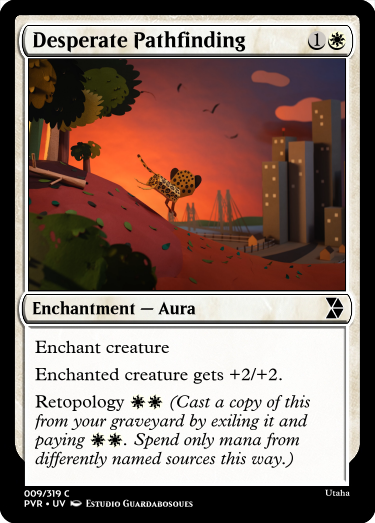 Desperate Pathfinding 1
Enchantment — Aura
Enchant creature
Enchanted creature gets +2/+2.
Retopology (Cast a copy of this
from your graveyard by exiling it and
paying . Spend only mana from
differently named sources this way.)
009/319 C Utaha
PVR • UV Estudio Guardabosques